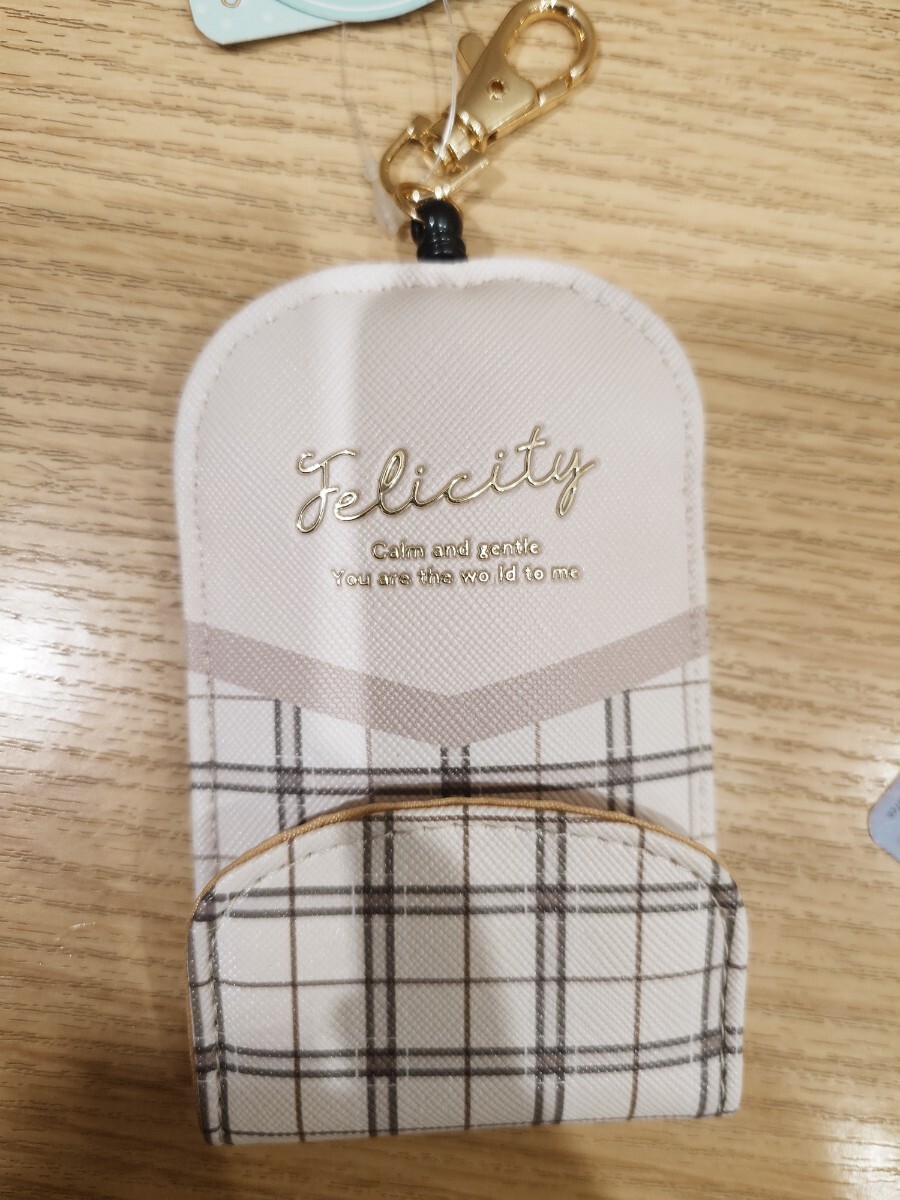 Felicity
Calm and gentle
You are the wo ld to me